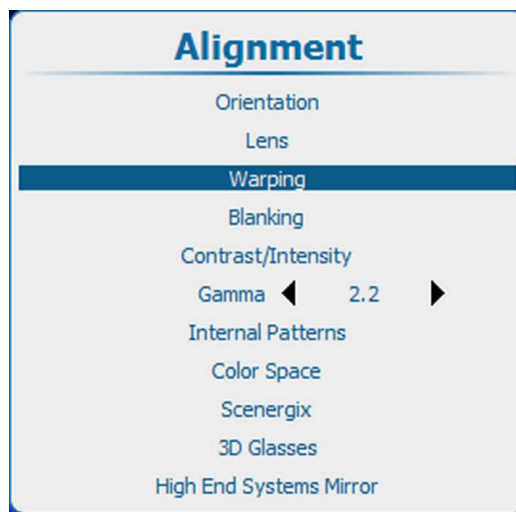 Alignment
Orientation
Lens
Warping
Blanking
Contrast/Intensity
Gamma 2.2
Internal Patterns
Color Space
Scenergix
3D Glasses
High End Systems Mirror